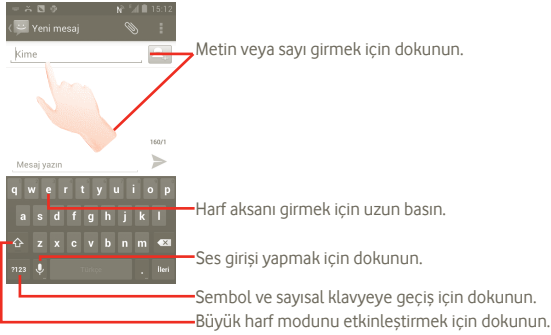 15:12
Yeni mesaj
Kime
Metin veya sayı girmek için dokunun.
160/1
Mesaj yazın
q w e r t y u i o p
Harf aksanı girmek için uzun basın.
a s d f g h j k l
z x c v b n m
Ses girişi yapmak için dokunun.
?123 Türkçe . İleri
Sembol ve sayısal klavyeye geçiş için dokunun.
Büyük harf modunu etkinleştirmek için dokunun.